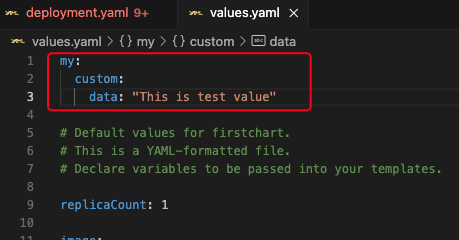 deployment.yaml 9+
values.yaml ×
values.yaml > {} my > {} custom > abc data
1 my:
2 custom:
3 data: "This is test value"
4
5 # Default values for firstchart.
6 # This is a YAML-formatted file.
7 # Declare variables to be passed into your templates.
8
9 replicaCount: 1
10
11 image: